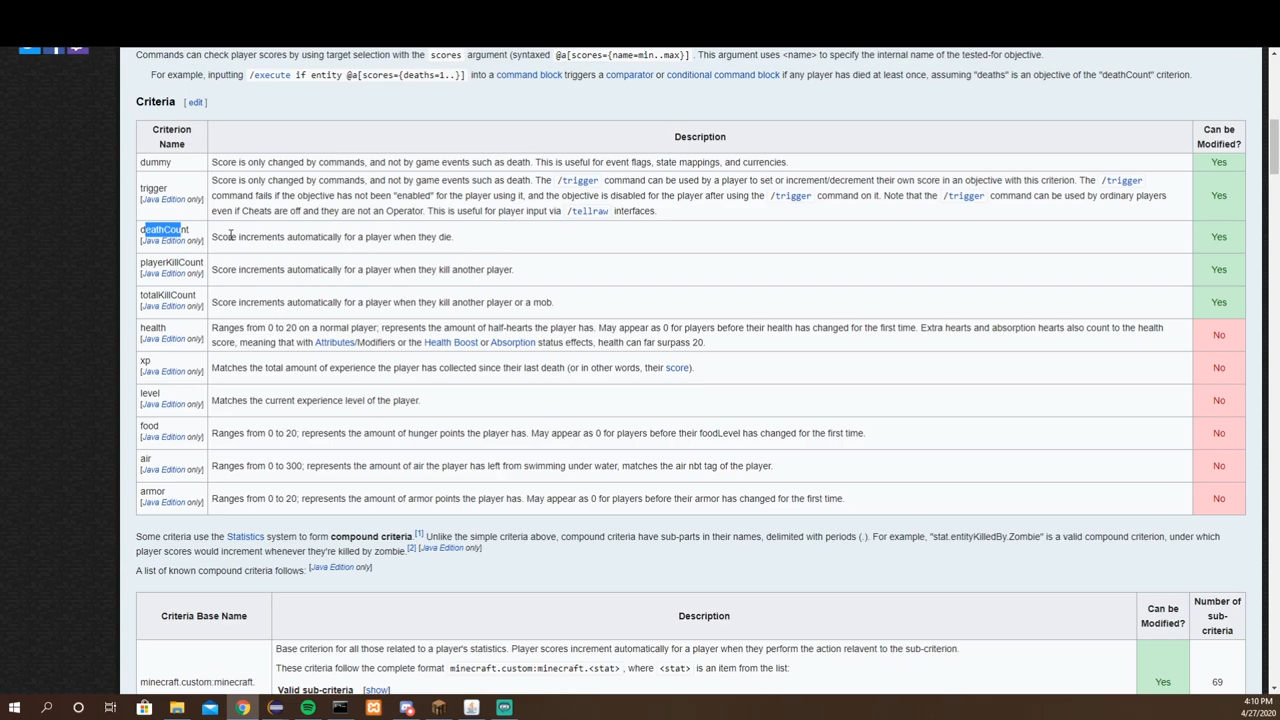 Commands can check player scores by using target selection with the scores argument (syntaxed @a[scores={name=min..max}] . This argument uses <name> to specify the internal name of the tested-for objective.
For example, inputting /execute if entity @a[scores={deaths=1..}] into a command block triggers a comparator or conditional command block if any player has died at least once, assuming "deaths" is an objective of the "deathCount" criterion.
Criteria [ edit ]
Criterion Name
Description
Can be Modified?
dummy
Score is only changed by commands, and not by game events such as death. This is useful for event flags, state mappings, and currencies.
Yes
trigger
[Java Edition only]
Score is only changed by commands, and not by game events such as death. The /trigger command can be used by a player to set or increment/decrement their own score in an objective with this criterion. The /trigger
command fails if the objective has not been "enabled" for the player using it, and the objective is disabled for the player after using the /trigger command on it. Note that the /trigger command can be used by ordinary players
even if Cheats are off and they are not an Operator. This is useful for player input via /tellraw interfaces.
Yes
deathCount
[Java Edition only]
Score increments automatically for a player when they die.
Yes
playerKillCount
[Java Edition only]
Score increments automatically for a player when they kill another player.
Yes
totalKillCount
[Java Edition only]
Score increments automatically for a player when they kill another player or a mob.
Yes
health
[Java Edition only]
Ranges from 0 to 20 on a normal player; represents the amount of half-hearts the player has. May appear as 0 for players before their health has changed for the first time. Extra hearts and absorption hearts also count to the health
score, meaning that with Attributes/Modifiers or the Health Boost or Absorption status effects, health can far surpass 20.
No
xp
[Java Edition only]
Matches the total amount of experience the player has collected since their last death (or in other words, their score).
No
level
[Java Edition only]
Matches the current experience level of the player.
No
food
[Java Edition only]
Ranges from 0 to 20; represents the amount of hunger points the player has. May appear as 0 for players before their foodLevel has changed for the first time.
No
air
[Java Edition only]
Ranges from 0 to 300; represents the amount of air the player has left from swimming under water, matches the air nbt tag of the player.
No
armor
[Java Edition only]
Ranges from 0 to 20; represents the amount of armor points the player has. May appear as 0 for players before their armor has changed for the first time.
No
Some criteria use the Statistics system to form compound criteria.[1] Unlike the simple criteria above, compound criteria have sub-parts in their names, delimited with periods (.). For example, "stat.entityKilledBy.Zombie" is a valid compound criterion, under which
player scores would increment whenever they're killed by zombie.[2] [Java Edition only]
A list of known compound criteria follows: [Java Edition only]
Criteria Base Name
Description
Can be Modified?
Number of sub-criteria
minecraft.custom:minecraft.
Base criterion for all those related to a player's statistics. Player scores increment automatically for a player when they perform the action relavent to the sub-criterion.
These criteria follow the complete format minecraft.custom:minecraft.<stat> , where <stat> is an item from the list:
Valid sub-criteria [show]
Yes
69
4:10 PM
4/27/2020